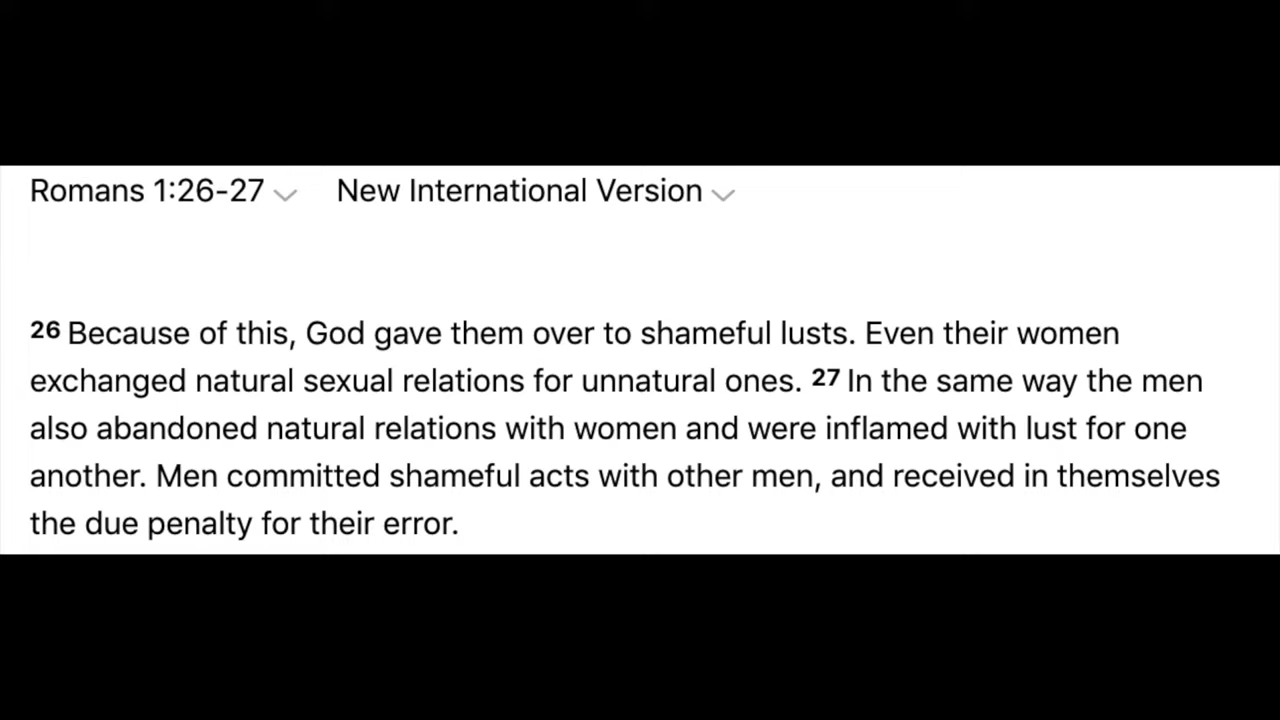 Romans 1:26-27 New International Version
26 Because of this, God gave them over to shameful lusts. Even their women
exchanged natural sexual relations for unnatural ones. 27 In the same way the men
also abandoned natural relations with women and were inflamed with lust for one
another. Men committed shameful acts with other men, and received in themselves
the due penalty for their error.